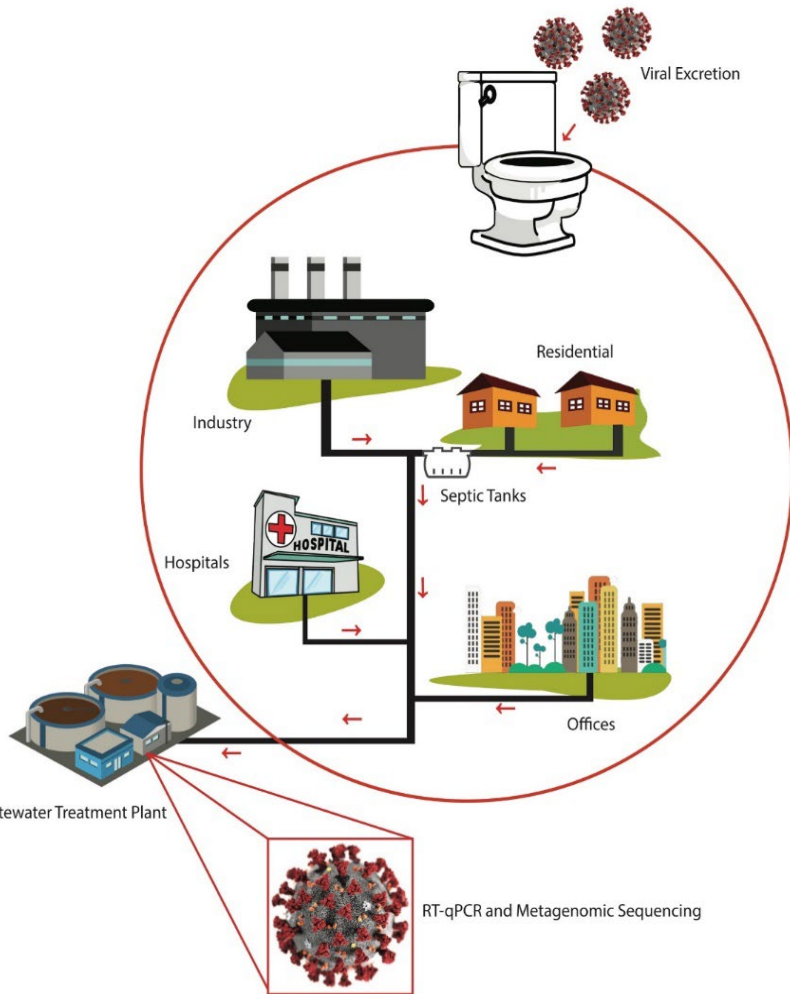 Viral Excretion
Residential
Industry
Septic Tanks
HOSPITAL
Hospitals
Offices
tewater Treatment Plant
RT-qPCR and Metagenomic Sequencing